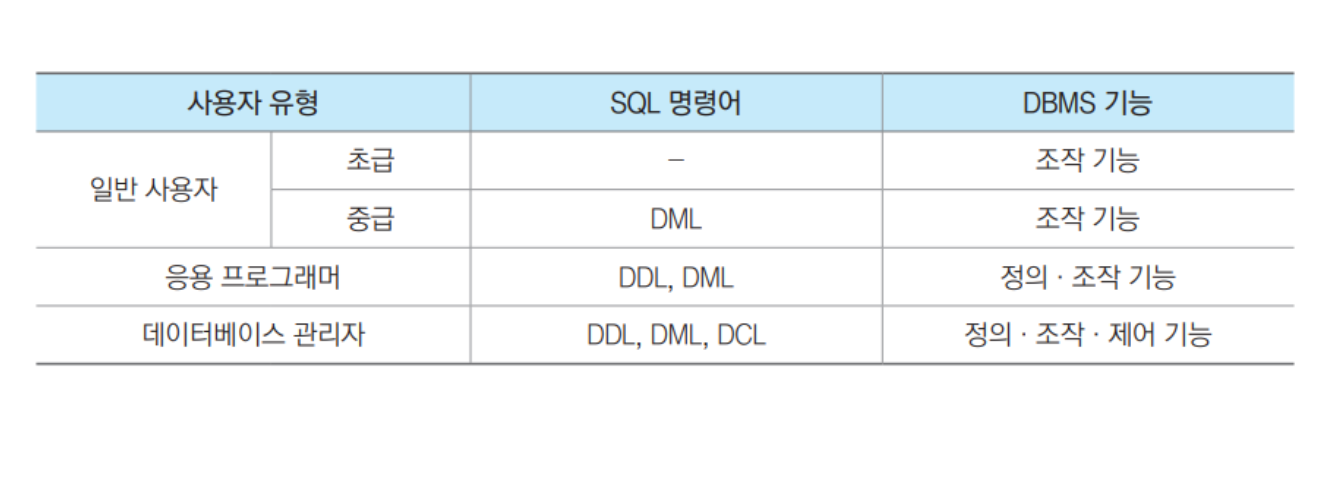 사용자 유형 SQL 명령어 DBMS 기능
일반 사용자 초급 – 조작 기능
중급 DML 조작 기능
응용 프로그래머 DDL, DML 정의 · 조작 기능
데이터베이스 관리자 DDL, DML, DCL 정의 · 조작 · 제어 기능